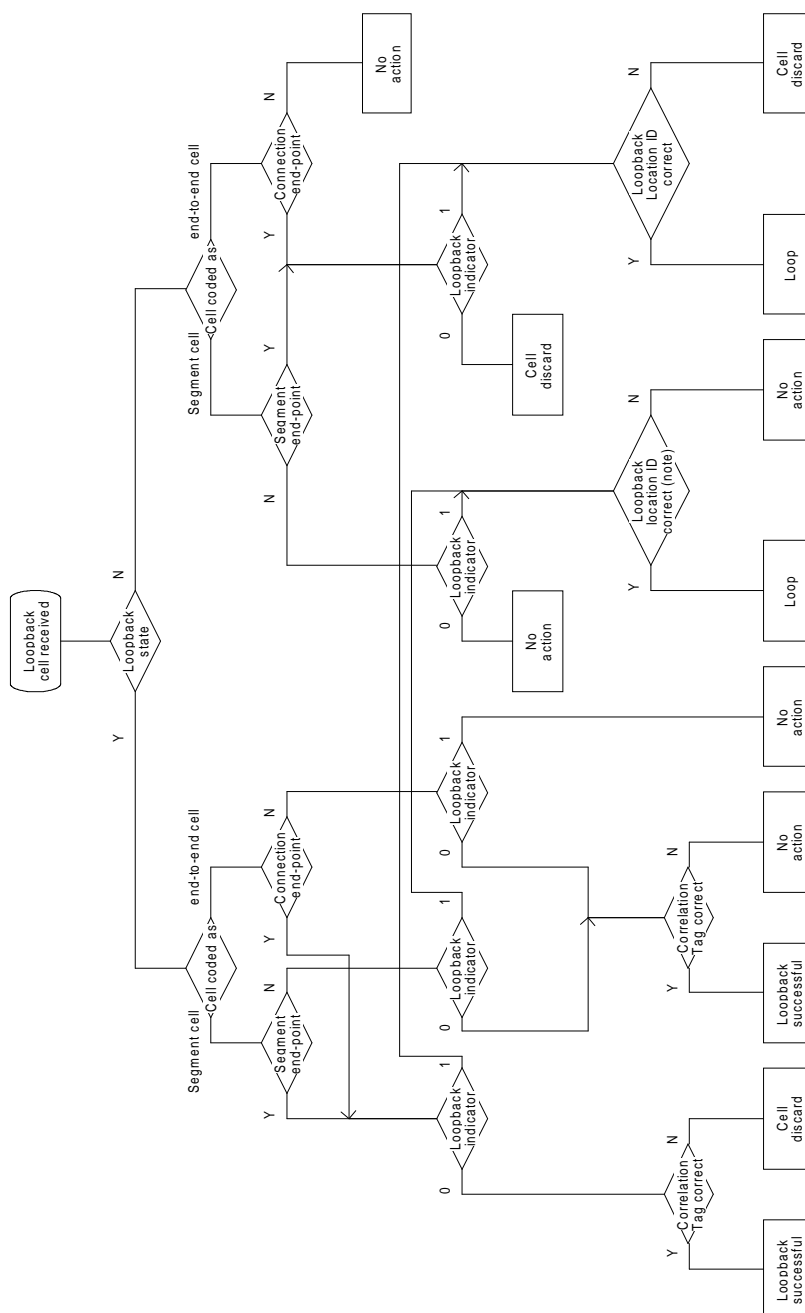 Loopback
cell received
Y
Loopback
state
N
Segment cell
end-to-end cell
Segment cell
end-to-end cell
Cell coded as
Cell coded as
Y
Segment
end-point
N
Y
Connection
end-point
N
N
Segment
end-point
Y
Y
Connection
end-point
N
No
action
0
Loopback
indicator
1
0
Loopback
indicator
1
0
Loopback
indicator
1
0
Loopback
indicator
1
0
Loopback
indicator
1
No
action
Cell
discard
Y
Correlation
Tag correct
N
Y
Correlation
Tag correct
N
Y
Loopback
location ID
correct (note)
N
Y
Loopback
Location ID
correct
N
Loopback
successful
Cell
discard
Loopback
successful
No
action
No
action
Loop
No
action
Loop
Cell
discard